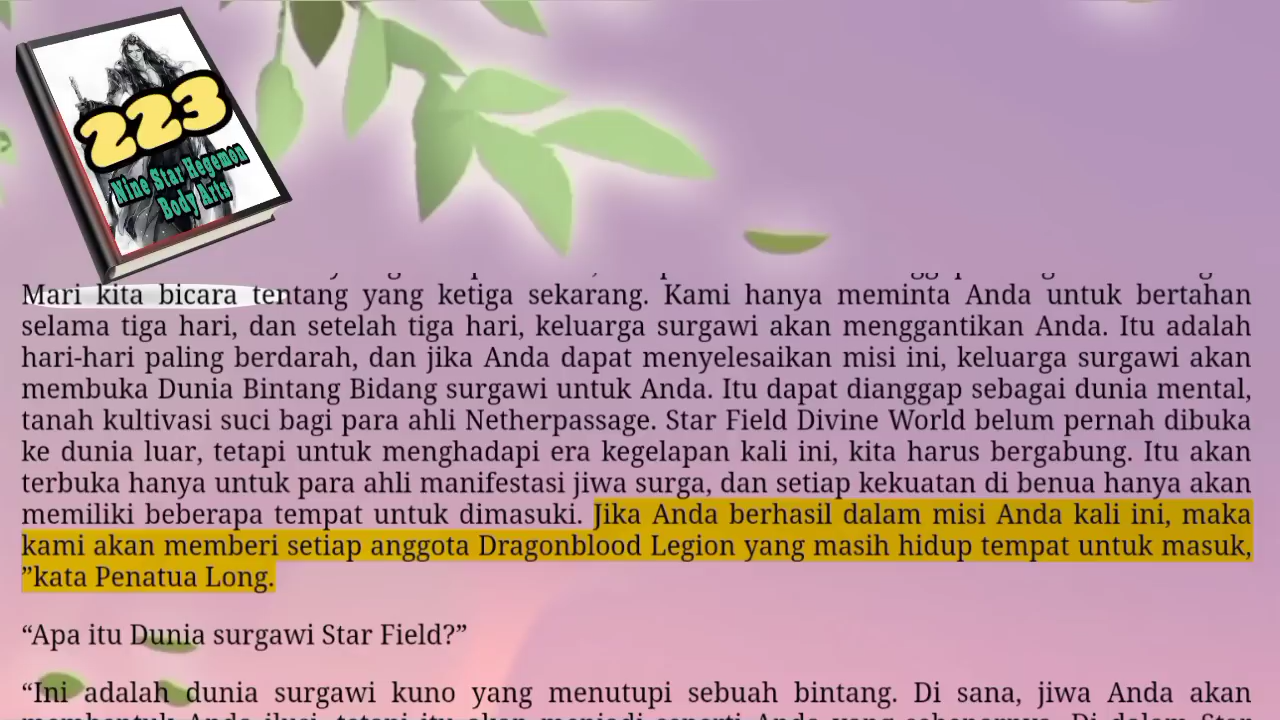 223
Nine Star Hegemon
Body Arts
Mari kita bicara tentang yang ketiga sekarang. Kami hanya meminta Anda untuk bertahan
selama tiga hari, dan setelah tiga hari, keluarga surgawi akan menggantikan Anda. Itu adalah
hari-hari paling berdarah, dan jika Anda dapat menyelesaikan misi ini, keluarga surgawi akan
membuka Dunia Bintang Bidang surgawi untuk Anda. Itu dapat dianggap sebagai dunia mental,
tanah kultivasi suci bagi para ahli Netherpassage. Star Field Divine World belum pernah dibuka
ke dunia luar, tetapi untuk menghadapi era kegelapan kali ini, kita harus bergabung. Itu akan
terbuka hanya untuk para ahli manifestasi jiwa surga, dan setiap kekuatan di benua hanya akan
memiliki beberapa tempat untuk dimasuki. Jika Anda berhasil dalam misi Anda kali ini, maka
kami akan memberi setiap anggota Dragonblood Legion yang masih hidup tempat untuk masuk,
”kata Penatua Long.
“Apa itu Dunia surgawi Star Field?”
“Ini adalah dunia surgawi kuno yang menutupi sebuah bintang. Di sana, jiwa Anda akan